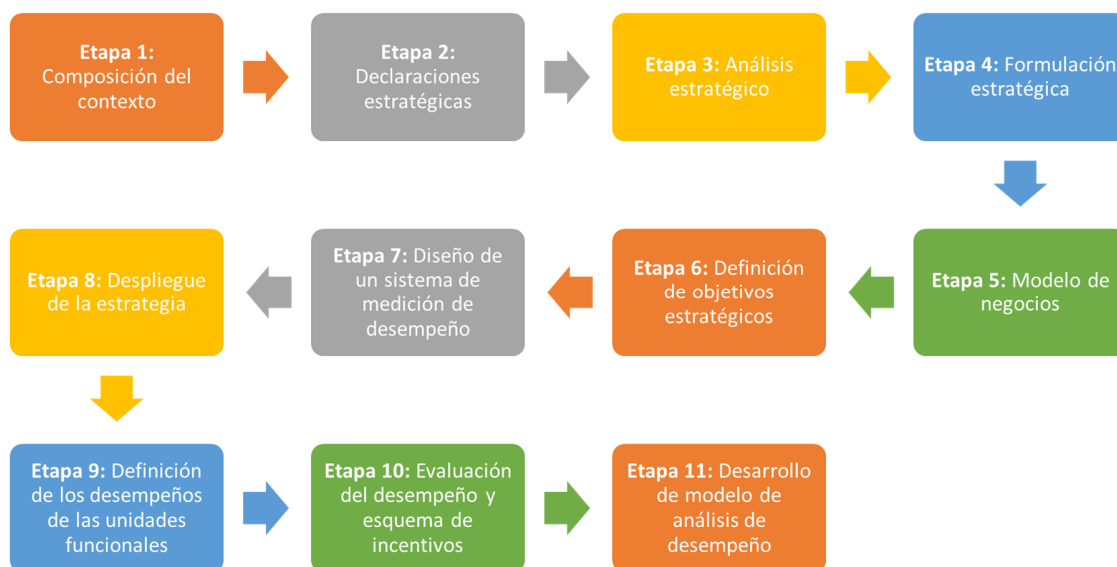 Etapa 1:
Composición del
contexto
Etapa 2:
Declaraciones
estratégicas
Etapa 3: Análisis
estratégico
Etapa 4: Formulación
estratégica
Etapa 5: Modelo de
negocios
Etapa 6: Definición
de objetivos
estratégicos
Etapa 7: Diseño de
un sistema de
medición de
desempeño
Etapa 8: Despliegue
de la estrategia
Etapa 9: Definición
de los desempeños
de las unidades
funcionales
Etapa 10: Evaluación
del desempeño y
esquema de
incentivos
Etapa 11: Desarrollo
de modelo de
análisis de
desempeño